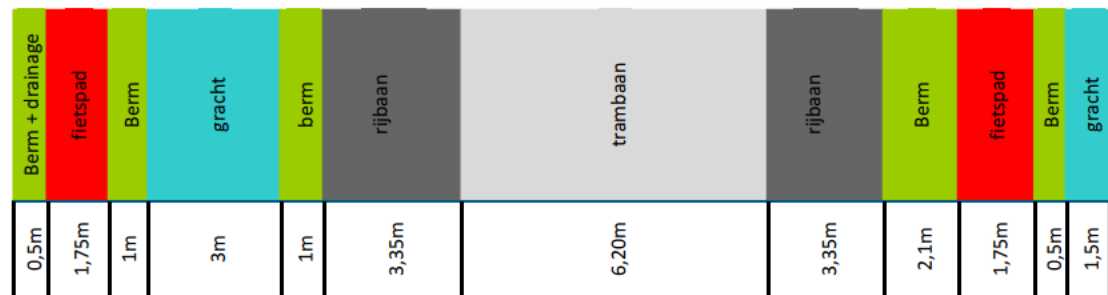 Berm + drainage
fietspad
Berm
gracht
berm
rijbaan
trambaan
rijbaan
Berm
fietspad
Berm
gracht
0,5m
1,75m
1m
3m
1m
3,35m
6,20m
3,35m
2,1m
1,75m
0,5m
1,5m